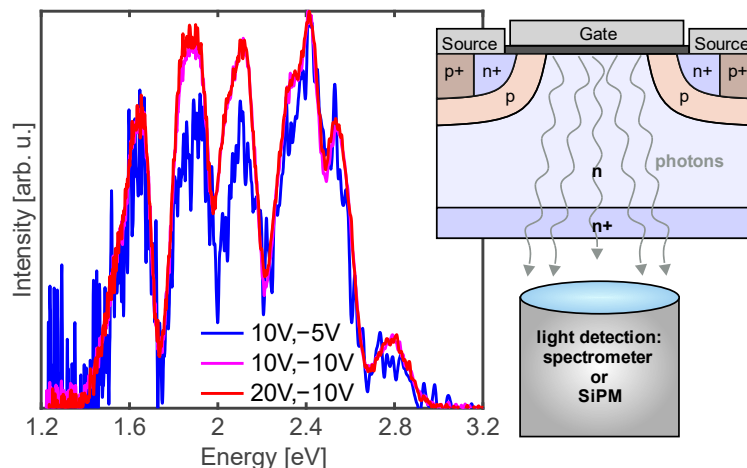 Intensity [arb. u.]
10V,−5V
10V,−10V
20V,−10V
1.2 1.6 2 2.4 2.8 3.2
Energy [eV]
Gate
Source Source
p+ n+ n+ p+
p p
photons
n
n+
light detection:
spectrometer
or
SiPM